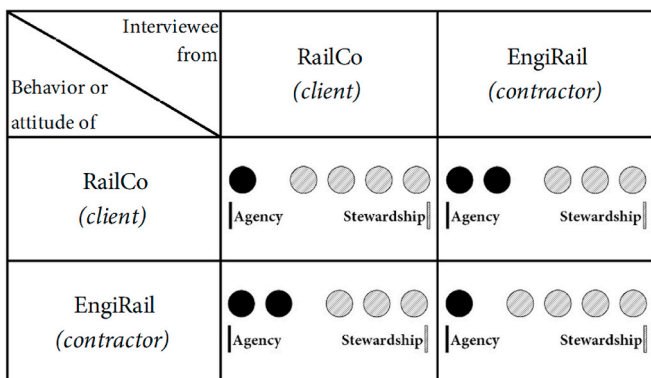 Interviewee
from
Behavior or
attitude of
RailCo
(client)
EngiRail
(contractor)
RailCo
(client)
Agency Stewardship
Agency Stewardship
EngiRail
(contractor)
Agency Stewardship
Agency Stewardship